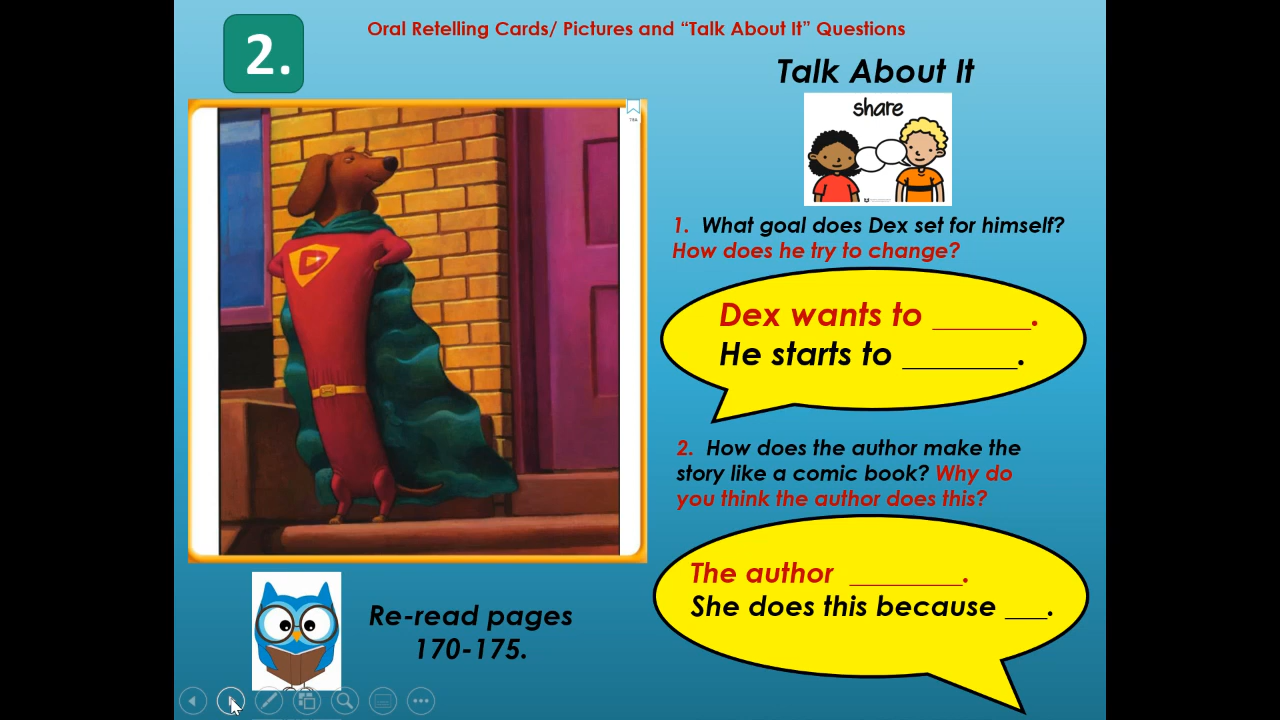 2.
Oral Retelling Cards/ Pictures and “Talk About It” Questions
Talk About It
share
D
1. What goal does Dex set for himself?
How does he try to change?
Dex wants to _______.
He starts to ________.
2. How does the author make the
story like a comic book? Why do
you think the author does this?
The author ________.
She does this because ___.
Re-read pages
170-175.